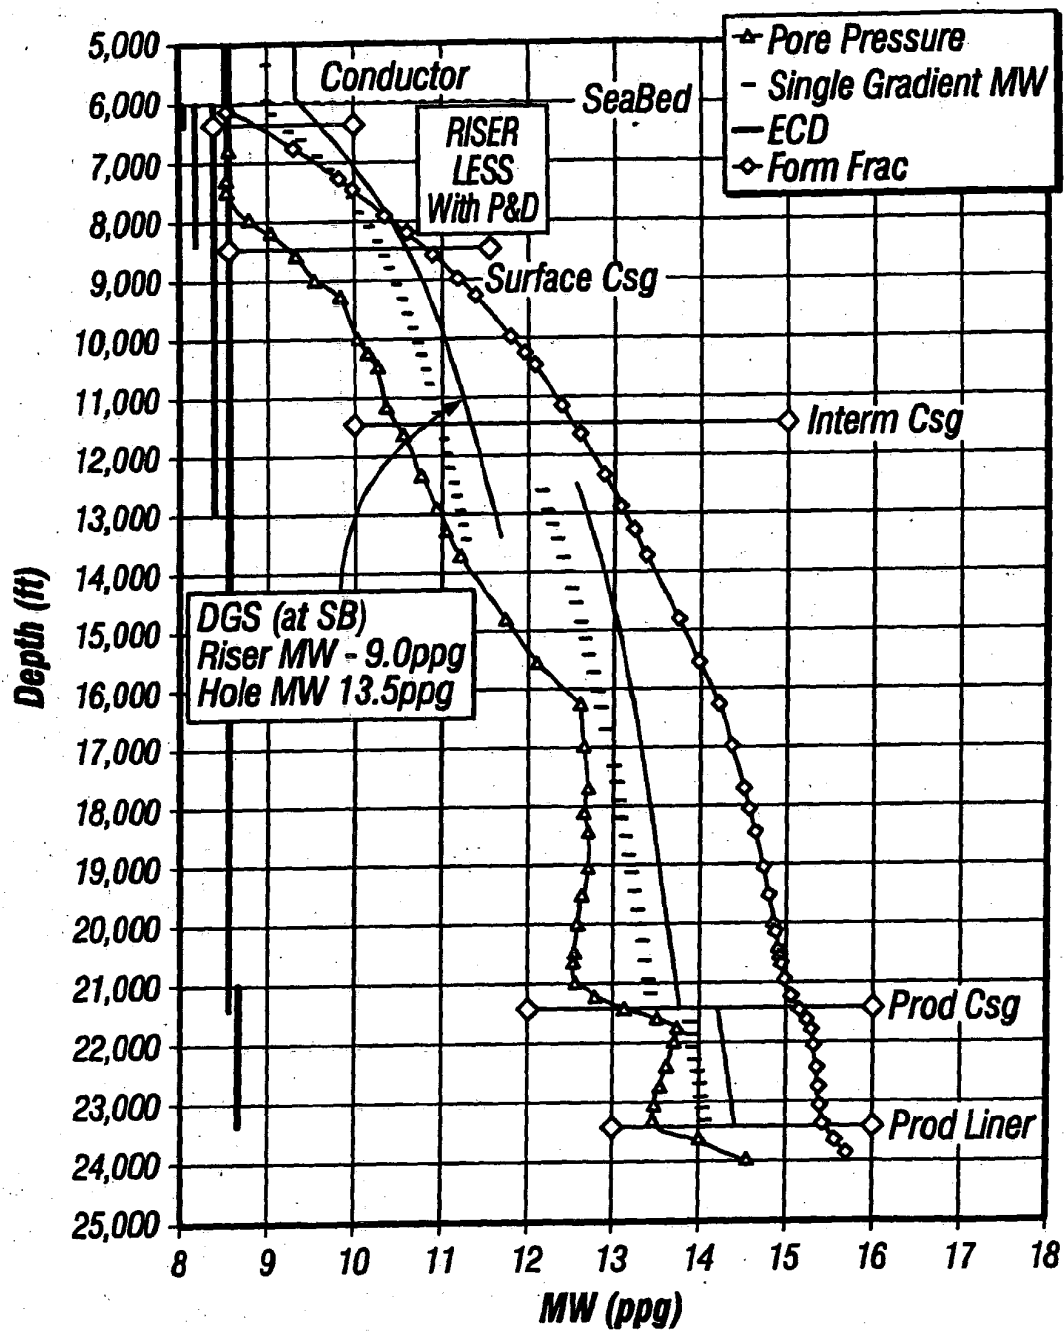 Pore Pressure
Single Gradient MW
ECD
Form Frac
Conductor
SeaBed
RISER
LESS
With P&D
Surface Csg
Interm Csg
DGS (at SB)
Riser MW - 9.0ppg
Hole MW 13.5ppg
Prod Csg
Prod Liner
Depth (ft)
5,000
6,000
7,000
8,000
9,000
10,000
11,000
12,000
13,000
14,000
15,000
16,000
17,000
18,000
19,000
20,000
21,000
22,000
23,000
24,000
25,000
8 9 10 11 12 13 14 15 16 17 18
MW (ppg)